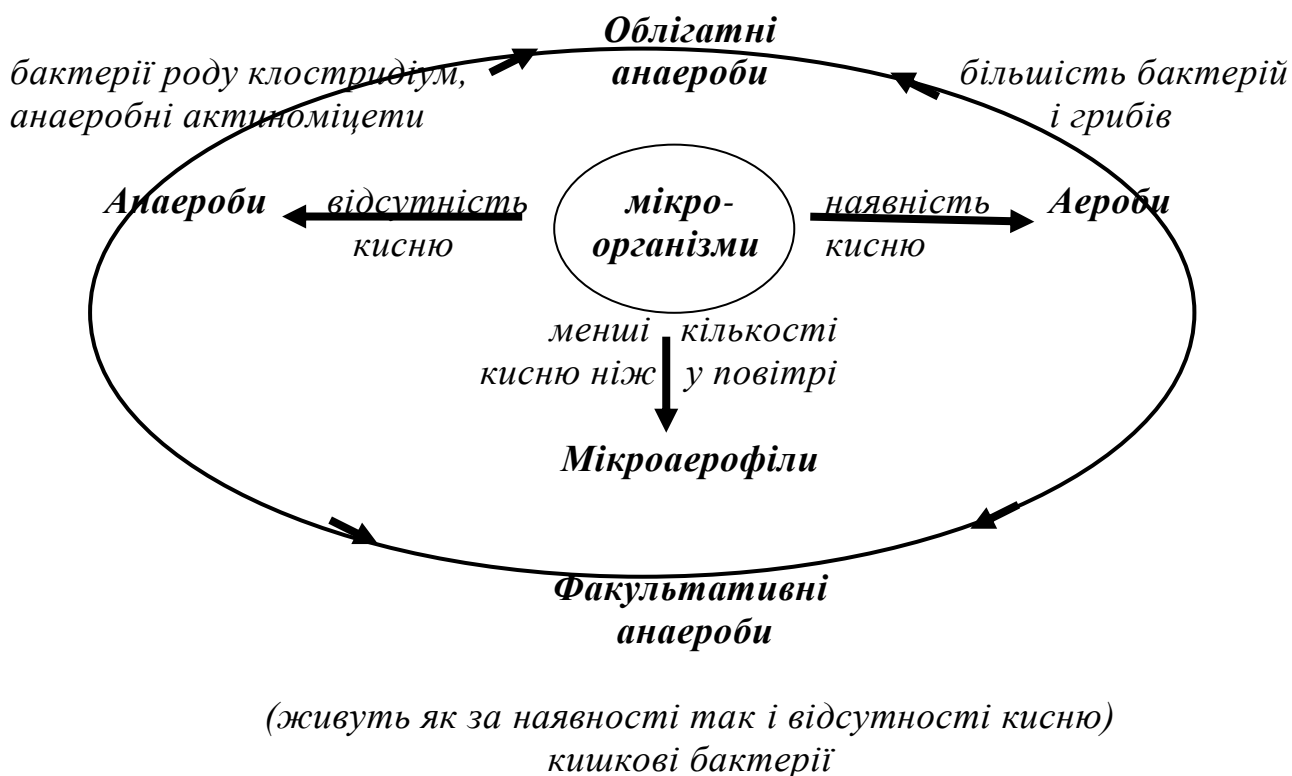 Облігатні
анаероби
бактерії роду клостридіум,
анаеробні актиноміцети
більшість бактерій
і грибів
Анаероби
відсутність
кисню
мікро-
організми
наявність
кисню
Аероби
менші кількості
кисню ніж у повітрі
Мікроаерофіли
Факультативні
анаероби
(живуть як за наявності так і відсутності кисню)
кишкові бактерії